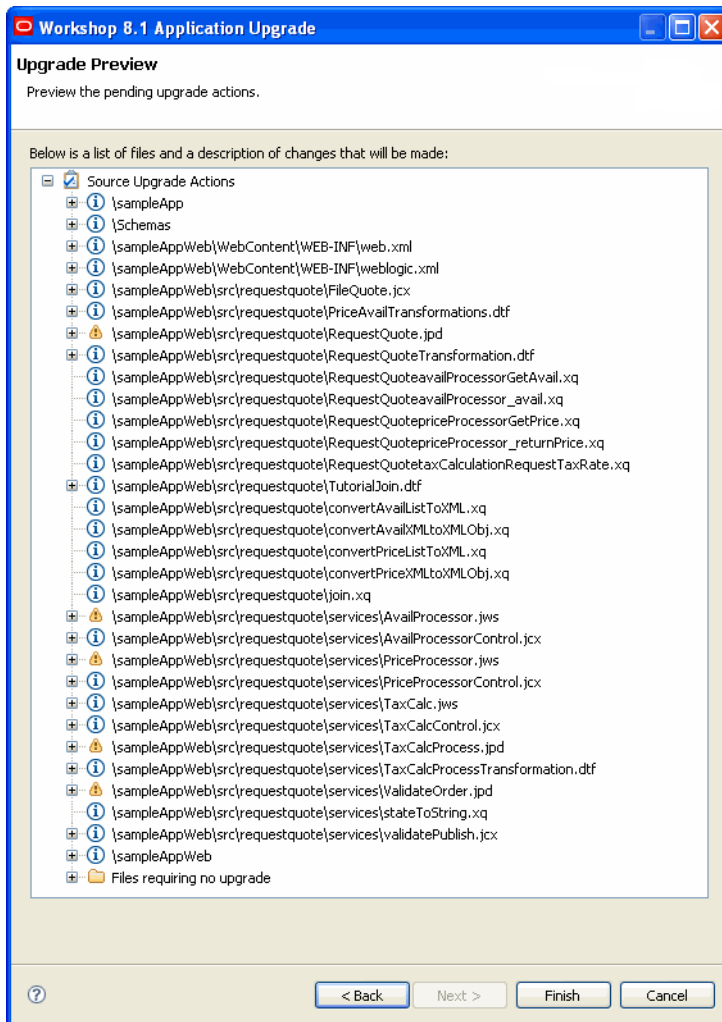 Workshop 8.1 Application Upgrade
Upgrade Preview
Preview the pending upgrade actions.
Below is a list of files and a description of changes that will be made:
Source Upgrade Actions
\sampleApp
\Schemas
\sampleAppWeb\WebContent\WEB-INF\web.xml
\sampleAppWeb\WebContent\WEB-INF\weblogic.xml
\sampleAppWeb\src\requestquote\FileQuote.jcx
\sampleAppWeb\src\requestquote\PriceAvailTransformations.dtf
\sampleAppWeb\src\requestquote\RequestQuote.jpd
\sampleAppWeb\src\requestquote\RequestQuoteTransformation.dtf
\sampleAppWeb\src\requestquote\RequestQuoteavailProcessorGetAvail.xq
\sampleAppWeb\src\requestquote\RequestQuoteavailProcessor_avail.xq
\sampleAppWeb\src\requestquote\RequestQuotepriceProcessorGetPrice.xq
\sampleAppWeb\src\requestquote\RequestQuotepriceProcessor_returnPrice.xq
\sampleAppWeb\src\requestquote\RequestQuotetaxCalculationRequestTaxRate.xq
\sampleAppWeb\src\requestquote\TutorialJoin.dtf
\sampleAppWeb\src\requestquote\convertAvailListToXML.xq
\sampleAppWeb\src\requestquote\convertAvailXMLtoXMLObj.xq
\sampleAppWeb\src\requestquote\convertPriceListToXML.xq
\sampleAppWeb\src\requestquote\convertPriceXMLtoXMLObj.xq
\sampleAppWeb\src\requestquote\join.xq
\sampleAppWeb\src\requestquote\services\AvailProcessor.jws
\sampleAppWeb\src\requestquote\services\AvailProcessorControl.jcx
\sampleAppWeb\src\requestquote\services\PriceProcessor.jws
\sampleAppWeb\src\requestquote\services\PriceProcessorControl.jcx
\sampleAppWeb\src\requestquote\services\TaxCalc.jws
\sampleAppWeb\src\requestquote\services\TaxCalcControl.jcx
\sampleAppWeb\src\requestquote\services\TaxCalcProcess.jpd
\sampleAppWeb\src\requestquote\services\TaxCalcProcessTransformation.dtf
\sampleAppWeb\src\requestquote\services\ValidateOrder.jpd
\sampleAppWeb\src\requestquote\services\stateToString.xq
\sampleAppWeb\src\requestquote\services\validatePublish.jcx
\sampleAppWeb
Files requiring no upgrade
? < Back Next > Finish Cancel